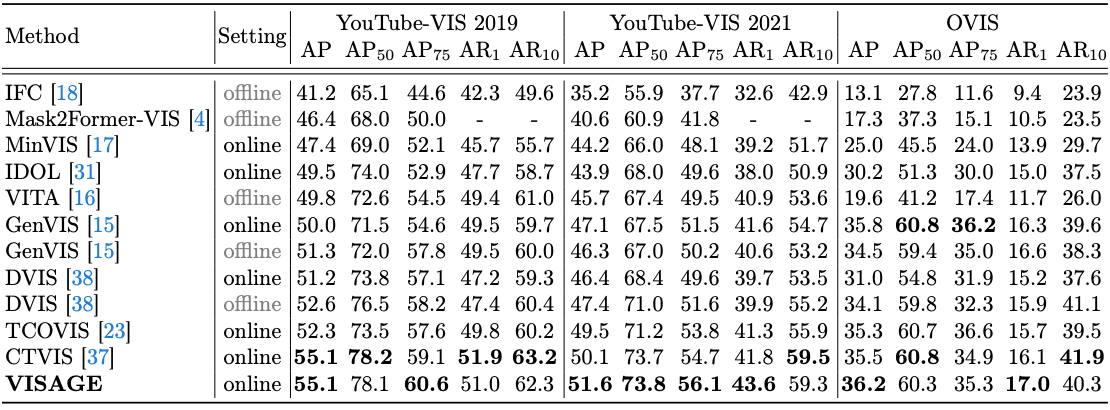 Method Setting YouTube-VIS 2019 YouTube-VIS 2021 OVIS
AP AP50 AP75 AR1 AR10 AP AP50 AP75 AR1 AR10 AP AP50 AP75 AR1 AR10
IFC [18] offline 41.2 65.1 44.6 42.3 49.6 35.2 55.9 37.7 32.6 42.9 13.1 27.8 11.6 9.4 23.9
Mask2Former-VIS [4] offline 46.4 68.0 50.0 - - 40.6 60.9 41.8 - - 17.3 37.3 15.1 10.5 23.5
MinVIS [17] online 47.4 69.0 52.1 45.7 55.7 44.2 66.0 48.1 39.2 51.7 25.0 45.5 24.0 13.9 29.7
IDOL [31] online 49.5 74.0 52.9 47.7 58.7 43.9 68.0 49.6 38.0 50.9 30.2 51.3 30.0 15.0 37.5
VITA [16] offline 49.8 72.6 54.5 49.4 61.0 45.7 67.4 49.5 40.9 53.6 19.6 41.2 17.4 11.7 26.0
GenVIS [15] online 50.0 71.5 54.6 49.5 59.7 47.1 67.5 51.5 41.6 54.7 35.8 60.8 36.2 16.3 39.6
GenVIS [15] offline 51.3 72.0 57.8 49.5 60.0 46.3 67.0 50.2 40.6 53.2 34.5 59.4 35.0 16.6 38.3
DVIS [38] online 51.2 73.8 57.1 47.2 59.3 46.4 68.4 49.6 39.7 53.5 31.0 54.8 31.9 15.2 37.6
DVIS [38] offline 52.6 76.5 58.2 47.4 60.4 47.4 71.0 51.6 39.9 55.2 34.1 59.8 32.3 15.9 41.1
TCOVIS [23] online 52.3 73.5 57.6 49.8 60.2 49.5 71.2 53.8 41.3 55.9 35.3 60.7 36.6 15.7 39.5
CTVIS [37] online 55.1 78.2 59.1 51.9 63.2 50.1 73.7 54.7 41.8 59.5 35.5 60.8 34.9 16.1 41.9
VISAGE online 55.1 78.1 60.6 51.0 62.3 51.6 73.8 56.1 43.6 59.3 36.2 60.3 35.3 17.0 40.3